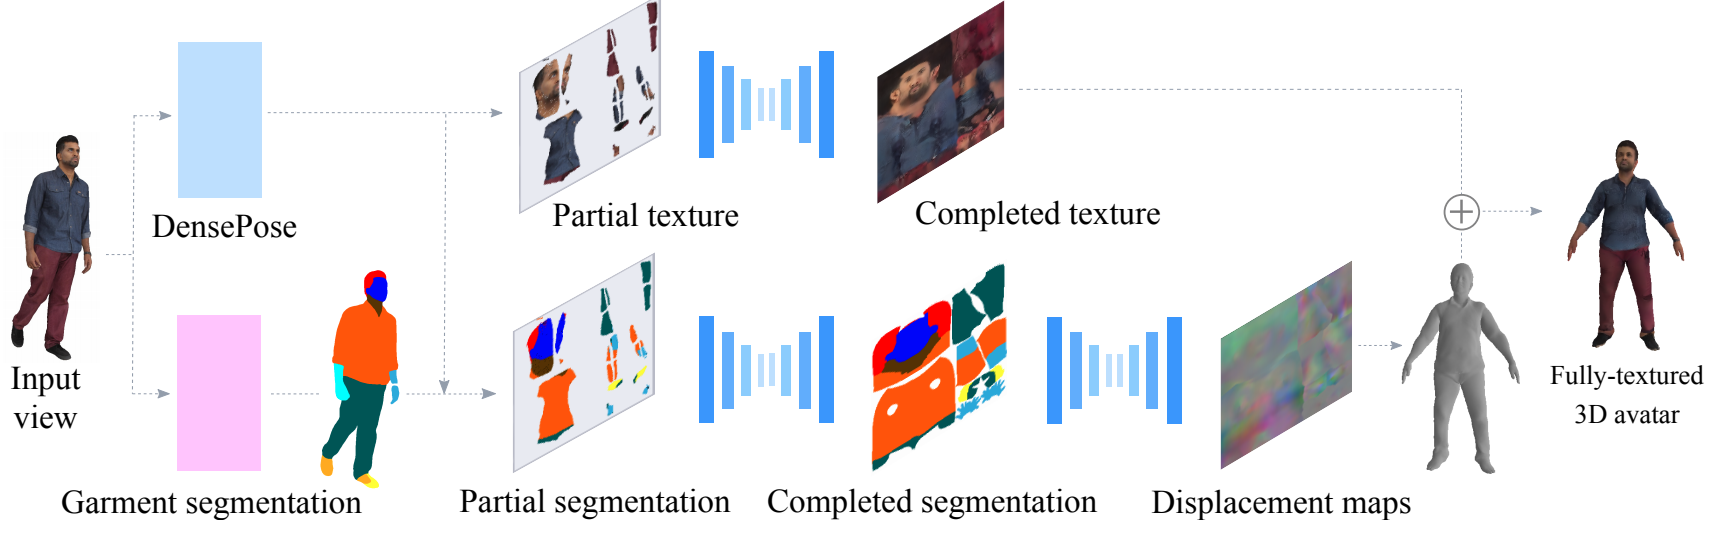 DensePose
Partial texture
Completed texture
Input
view
Fully-textured
3D avatar
Garment segmentation
Partial segmentation
Completed segmentation
Displacement maps